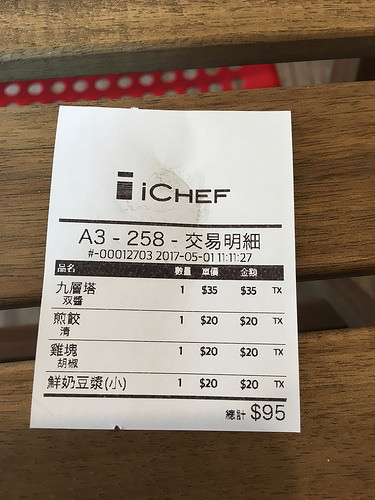 iCHEF
A3 - 258 - 交易明細
#-00012703 2017-05-01 11:11:27
品名 數量 單價 金額
九層塔 1 $35 $35 TX
双醬
煎餃 1 $20 $20 TX
清
雞塊 1 $20 $20 TX
胡椒
鮮奶豆漿(小) 1 $20 $20 TX
總計 $95